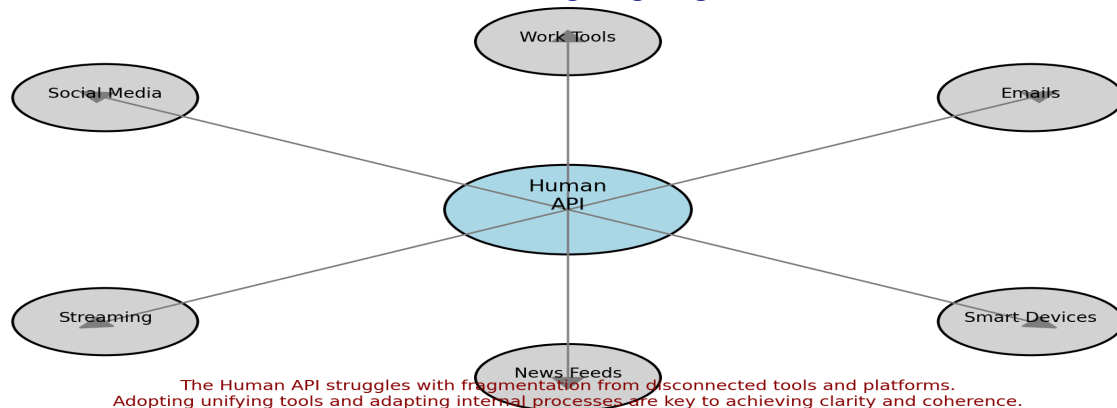 Work Tools
Social Media
Emails
Human
API
Streaming
Smart Devices
News Feeds
The Human API struggles with fragmentation from disconnected tools and platforms.
Adopting unifying tools and adapting internal processes are key to achieving clarity and coherence.